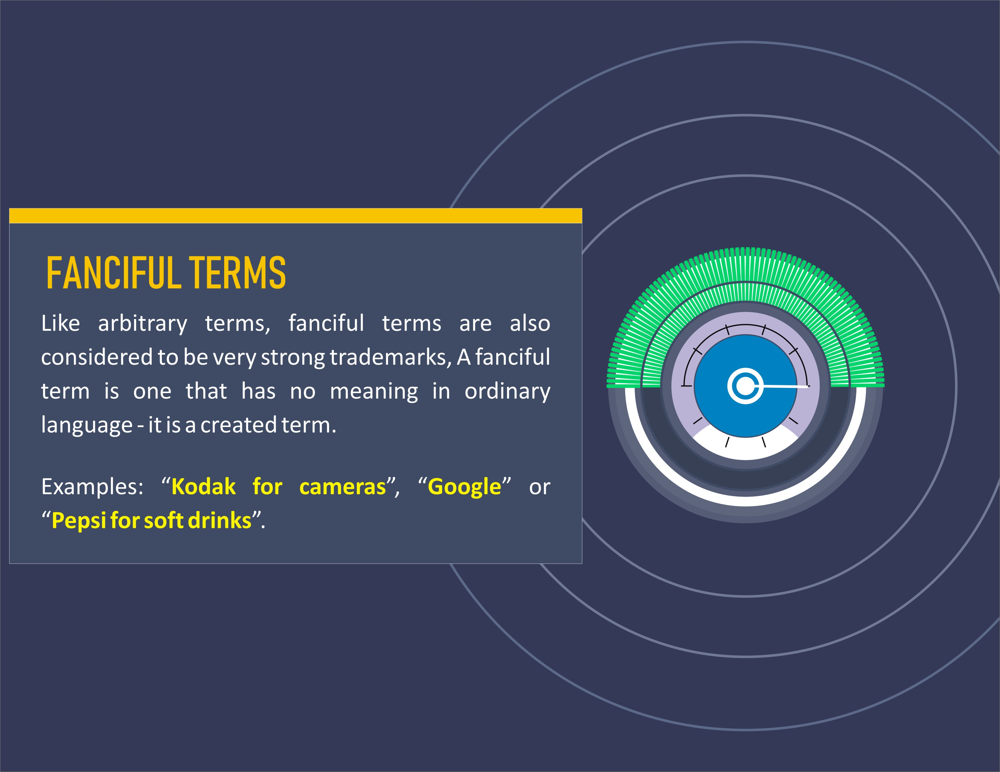 FANCIFUL TERMS
Like arbitrary terms, fanciful terms are also
considered to be very strong trademarks, A fanciful
term is one that has no meaning in ordinary
language - it is a created term.
Examples: “Kodak for cameras”, “Google” or
“Pepsi for soft drinks”.